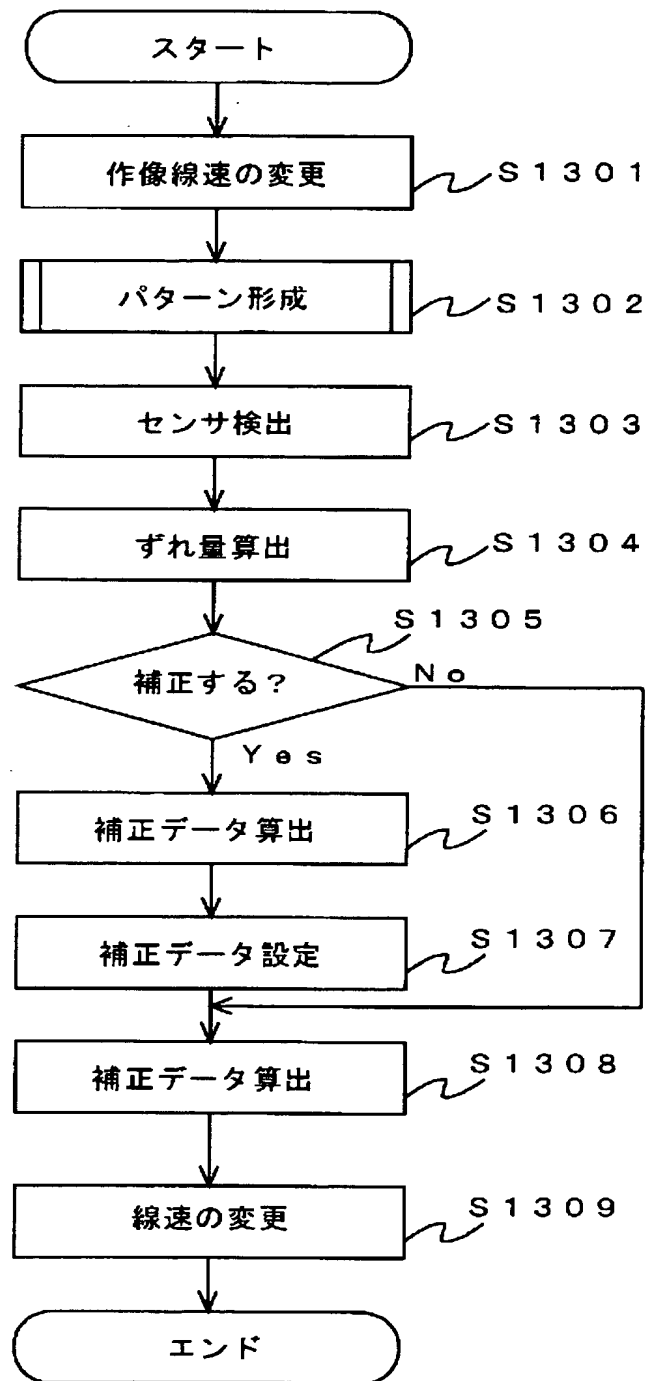 スタート
作像線速の変更
S1301
パターン形成
S1302
センサ検出
S1303
ずれ量算出
S1304
S1305
補正する?
No
Yes
補正データ算出
S1306
補正データ設定
S1307
補正データ算出
S1308
線速の変更
S1309
エンド